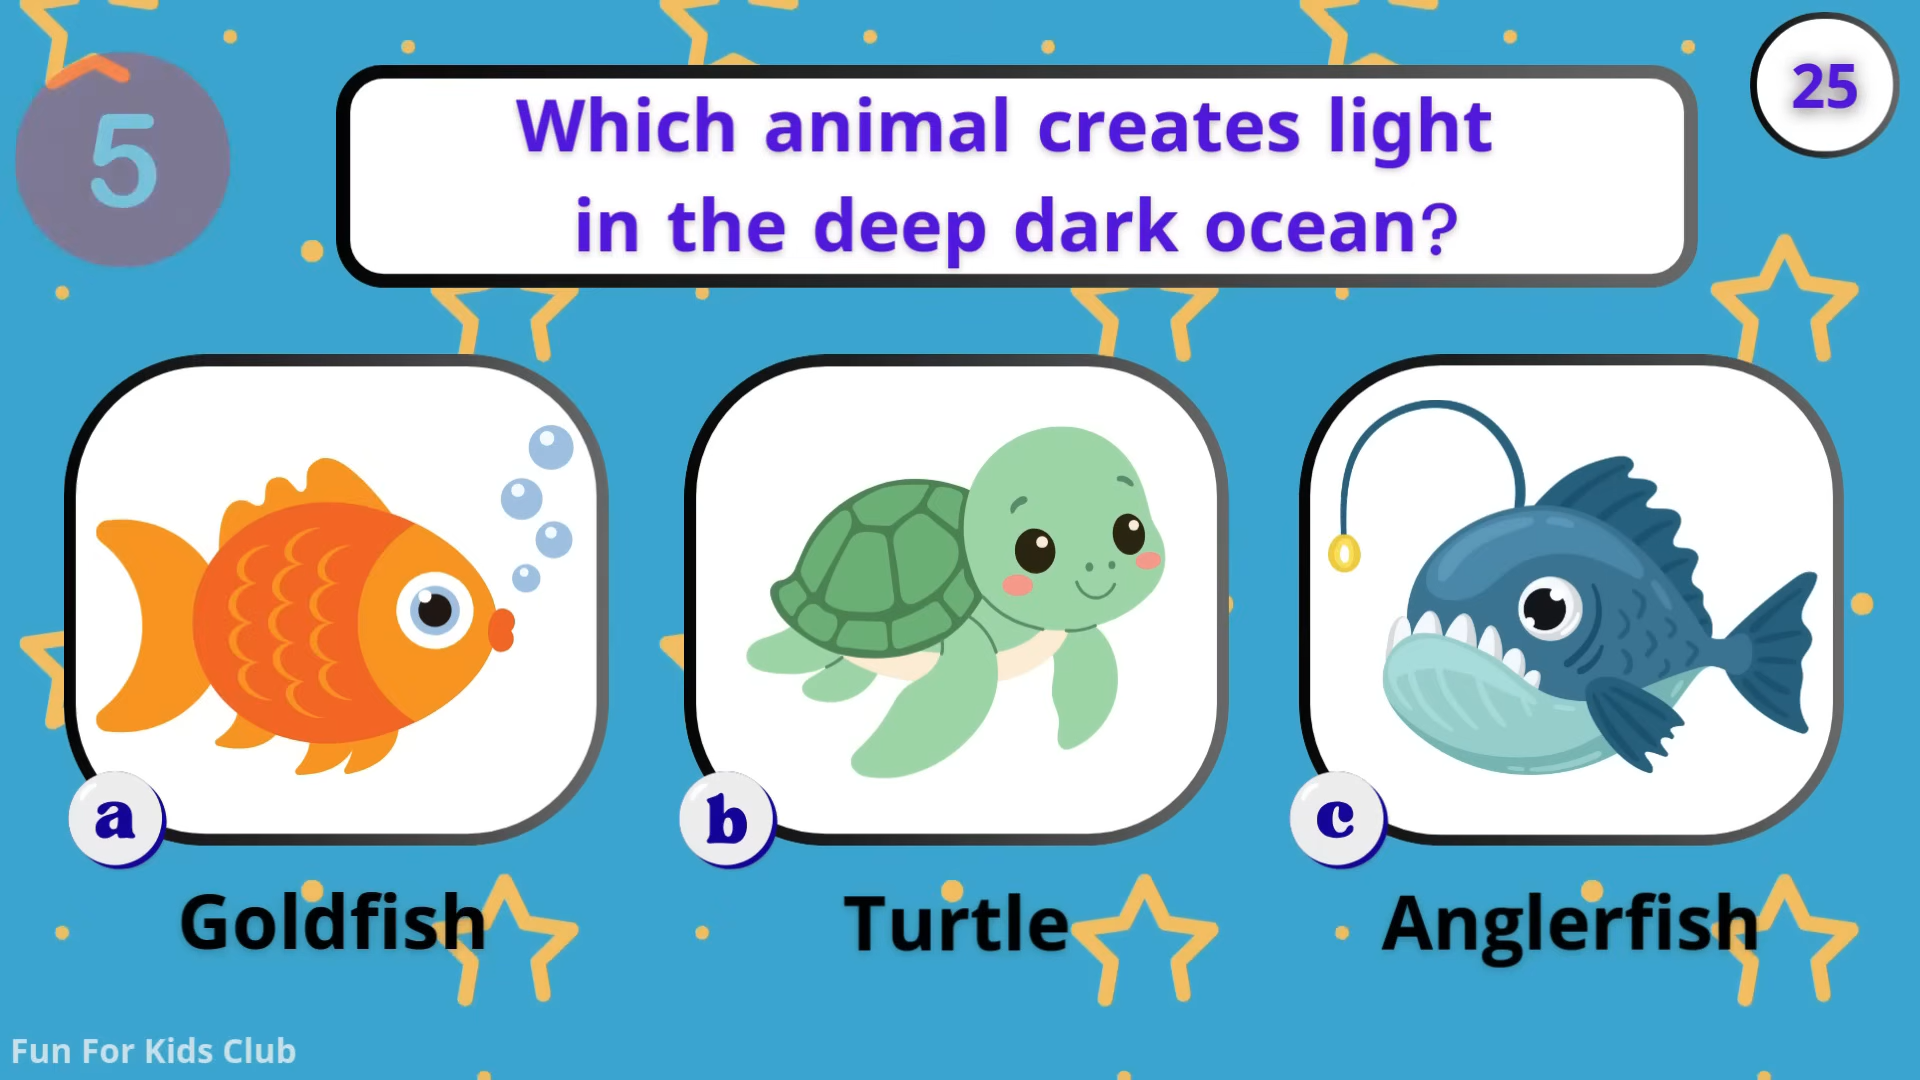 5
Which animal creates light
in the deep dark ocean?
25
a
b
c
Goldfish
Turtle
Anglerfish
Fun For Kids Club